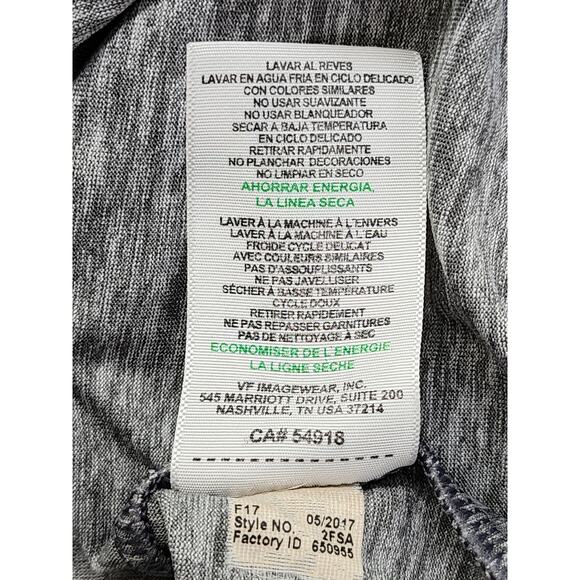 LAVAR AL REVES
LAVAR EN AGUA FRIA EN CICLO DELICADO
CON COLORES SIMILARES
NO USAR SUAVIZANTE
NO USAR BLANQUEADOR
SECAR A BAJA TEMPERATURA
EN CICLO DELICADO
RETIRAR RAPIDAMENTE
NO PLANCHAR DECORACIONES
NO LIMPIAR EN SECO
AHORRAR ENERGIA,
LA LINEA SECA
LAVER À LA MACHINE À L'ENVERS
LAVER À LA MACHINE À L'EAU
FROIDE CYCLE DELICAT
AVEC COULEURS SIMILAIRES
PAS D'ASSOUPLISSANTS
NE PAS JAVELLISER
SÉCHER À BASSE TEMPÉRATURE
CYCLE DOUX
RETIRER RAPIDEMENT
NE PAS REPASSER GARNITURES
PAS DE NETTOYAGE À SEC
ECONOMISER DE L'ENERGIE
LA LIGNE SÈCHE
VF IMAGEWEAR, INC.
545 MARRIOTT DRIVE, SUITE 200
NASHVILLE, TN USA 37214
CA# 54918
F17 05/2017
Style NO. 2FSA
Factory ID 650955